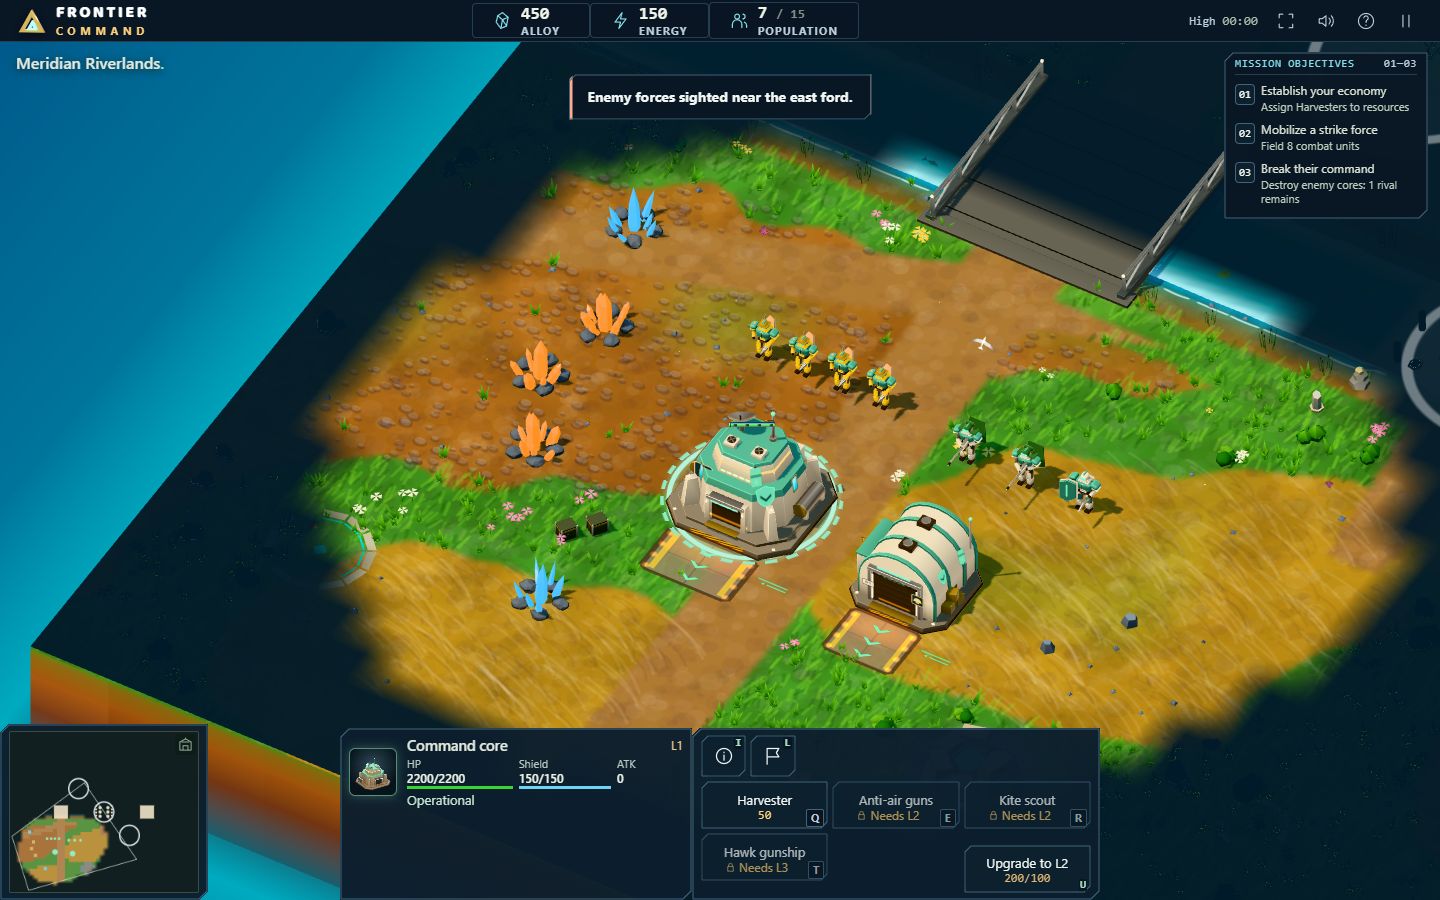 FRONTIER
COMMAND
450
ALLOY
150
ENERGY
7 / 15
POPULATION
High 00:00
Meridian Riverlands.
Enemy forces sighted near the east ford.
MISSION OBJECTIVES 01—03
01 Establish your economy
Assign Harvesters to resources
02 Mobilize a strike force
Field 8 combat units
03 Break their command
Destroy enemy cores: 1 rival
remains
Command core L1
HP Shield ATK
2200/2200 150/150 0
Operational
I L
Harvester
50 Q
Anti-air guns
Needs L2 E
Kite scout
Needs L2 R
Hawk gunship
Needs L3 T
Upgrade to L2
200/100
U